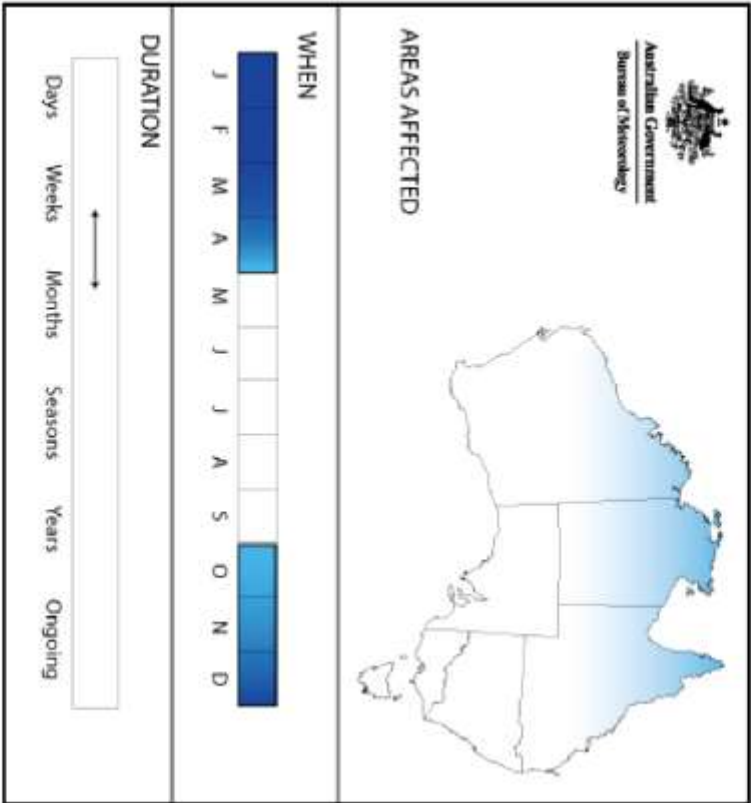 Australian Government
Bureau of Meteorology
AREAS AFFECTED
WHEN
J F M A M J J A S O N D
DURATION
Days Weeks Months Seasons Years Ongoing